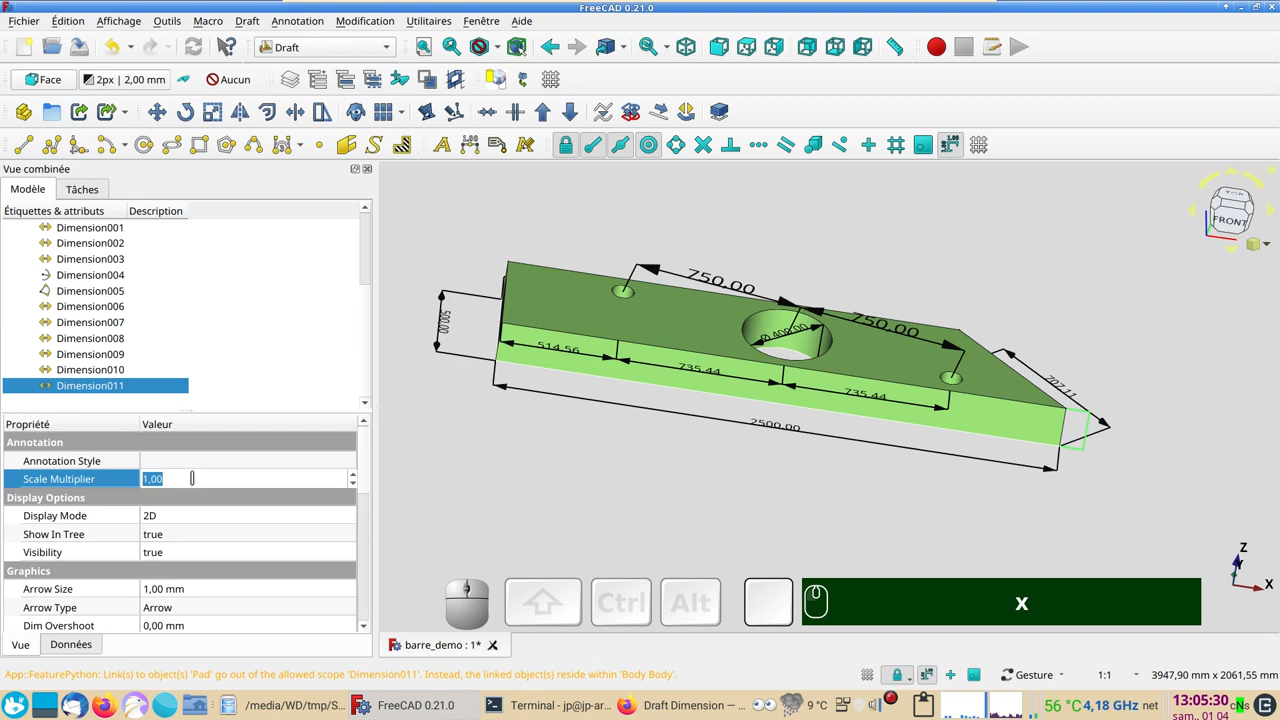 FreeCAD 0.21.0
Fichier Édition Affichage Outils Macro Draft Annotation Modification Utilitaires Fenêtre Aide
Draft
Face 2px | 2,00 mm Aucun
Vue combinée
Modèle Tâches
Étiquettes & attributs Description
Dimension001
Dimension002
Dimension003
Dimension004
Dimension005
Dimension006
Dimension007
Dimension008
Dimension009
Dimension010
Dimension011
Propriété Valeur
Annotation
Annotation Style
Scale Multiplier 1,00
Display Options
Display Mode 2D
Show In Tree true
Visibility true
Graphics
Arrow Size 1,00 mm
Arrow Type Arrow
Dim Overshoot 0,00 mm
Vue Données
750,00
750,00
500,00
Ø 400,00
514,56
735,44
735,44
2500,00
707,11
FRONT
Z
Y
X
Ctrl Alt X
barre_demo : 1*
App::FeaturePython: Link(s) to object(s) 'Pad' go out of the allowed scope 'Dimension011'. Instead, the linked object(s) reside within 'Body Body'.
Gesture 1:1 3947,90 mm x 2061,55 mm
/media/WD/tmp/S... FreeCAD 0.21.0 Terminal - jp@jp-ar... Draft Dimension — ... 9 °C 56 °C 4,18 GHz net 13:05:30
sam., 01 04